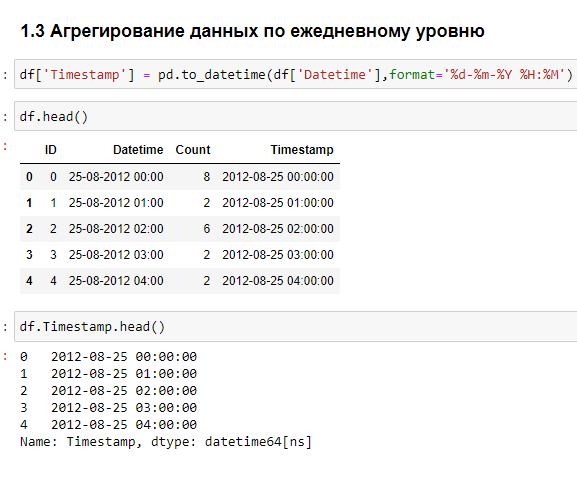 1.3 Агрегирование данных по ежедневному уровню
: df['Timestamp'] = pd.to_datetime(df['Datetime'],format='%d-%m-%Y %H:%M')
: df.head()
:
ID Datetime Count Timestamp
0 0 25-08-2012 00:00 8 2012-08-25 00:00:00
1 1 25-08-2012 01:00 2 2012-08-25 01:00:00
2 2 25-08-2012 02:00 6 2012-08-25 02:00:00
3 3 25-08-2012 03:00 2 2012-08-25 03:00:00
4 4 25-08-2012 04:00 2 2012-08-25 04:00:00
: df.Timestamp.head()
: 0 2012-08-25 00:00:00
1 2012-08-25 01:00:00
2 2012-08-25 02:00:00
3 2012-08-25 03:00:00
4 2012-08-25 04:00:00
Name: Timestamp, dtype: datetime64[ns]